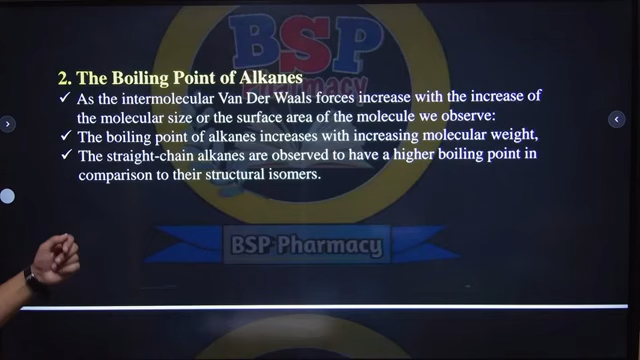 BSP
Pharmacy
2. The Boiling Point of Alkanes
✓ As the intermolecular Van Der Waals forces increase with the increase of
the molecular size or the surface area of the molecule we observe:
✓ The boiling point of alkanes increases with increasing molecular weight,
✓ The straight-chain alkanes are observed to have a higher boiling point in
comparison to their structural isomers.
BSP Pharmacy